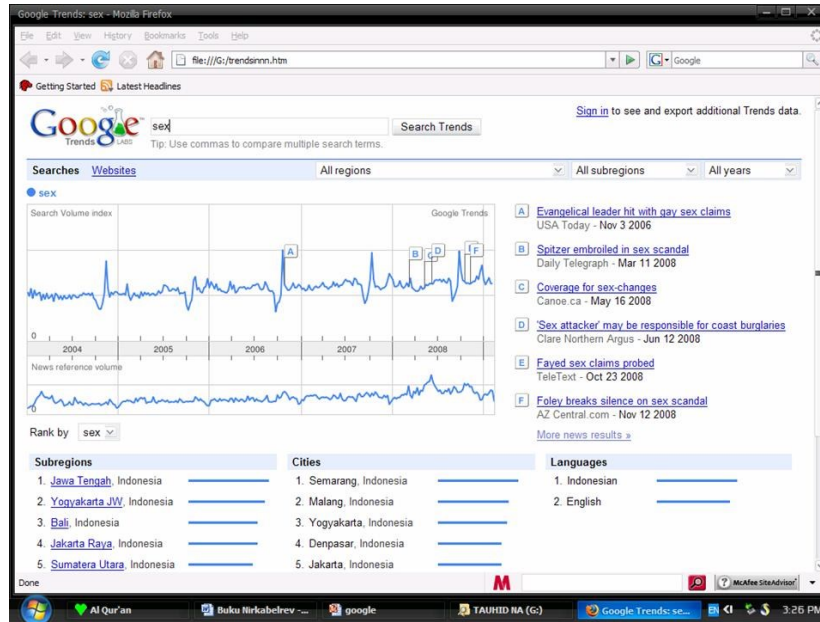 Google Trends: sex - Mozilla Firefox
File Edit View History Bookmarks Tools Help
file:///G:/trendsinnn.htm
G Google
Getting Started Latest Headlines
Sign in to see and export additional Trends data.
Google Trends LABS
sex Search Trends
Tip: Use commas to compare multiple search terms.
Searches Websites All regions All subregions All years
sex
Search Volume index Google Trends
A B D F
0
2004 2005 2006 2007 2008
News reference volume
0
A Evangelical leader hit with gay sex claims
USA Today - Nov 3 2006
B Spitzer embroiled in sex scandal
Daily Telegraph - Mar 11 2008
C Coverage for sex-changes
Canoe.ca - May 16 2008
D 'Sex attacker' may be responsible for coast burglaries
Clare Northern Argus - Jun 12 2008
E Fayed sex claims probed
TeleText - Oct 23 2008
F Foley breaks silence on sex scandal
AZ Central.com - Nov 12 2008
More news results »
Rank by sex
Subregions
1. Jawa Tengah, Indonesia
2. Yogyakarta JW, Indonesia
3. Bali, Indonesia
4. Jakarta Raya, Indonesia
5. Sumatera Utara, Indonesia
Cities
1. Semarang, Indonesia
2. Malang, Indonesia
3. Yogyakarta, Indonesia
4. Denpasar, Indonesia
5. Jakarta, Indonesia
Languages
1. Indonesian
2. English
Done M McAfee SiteAdvisor
Al Qur'an Buku Nirkabelrev -... google TAUHID NA (G:) Google Trends: se... EN 3:26 PM